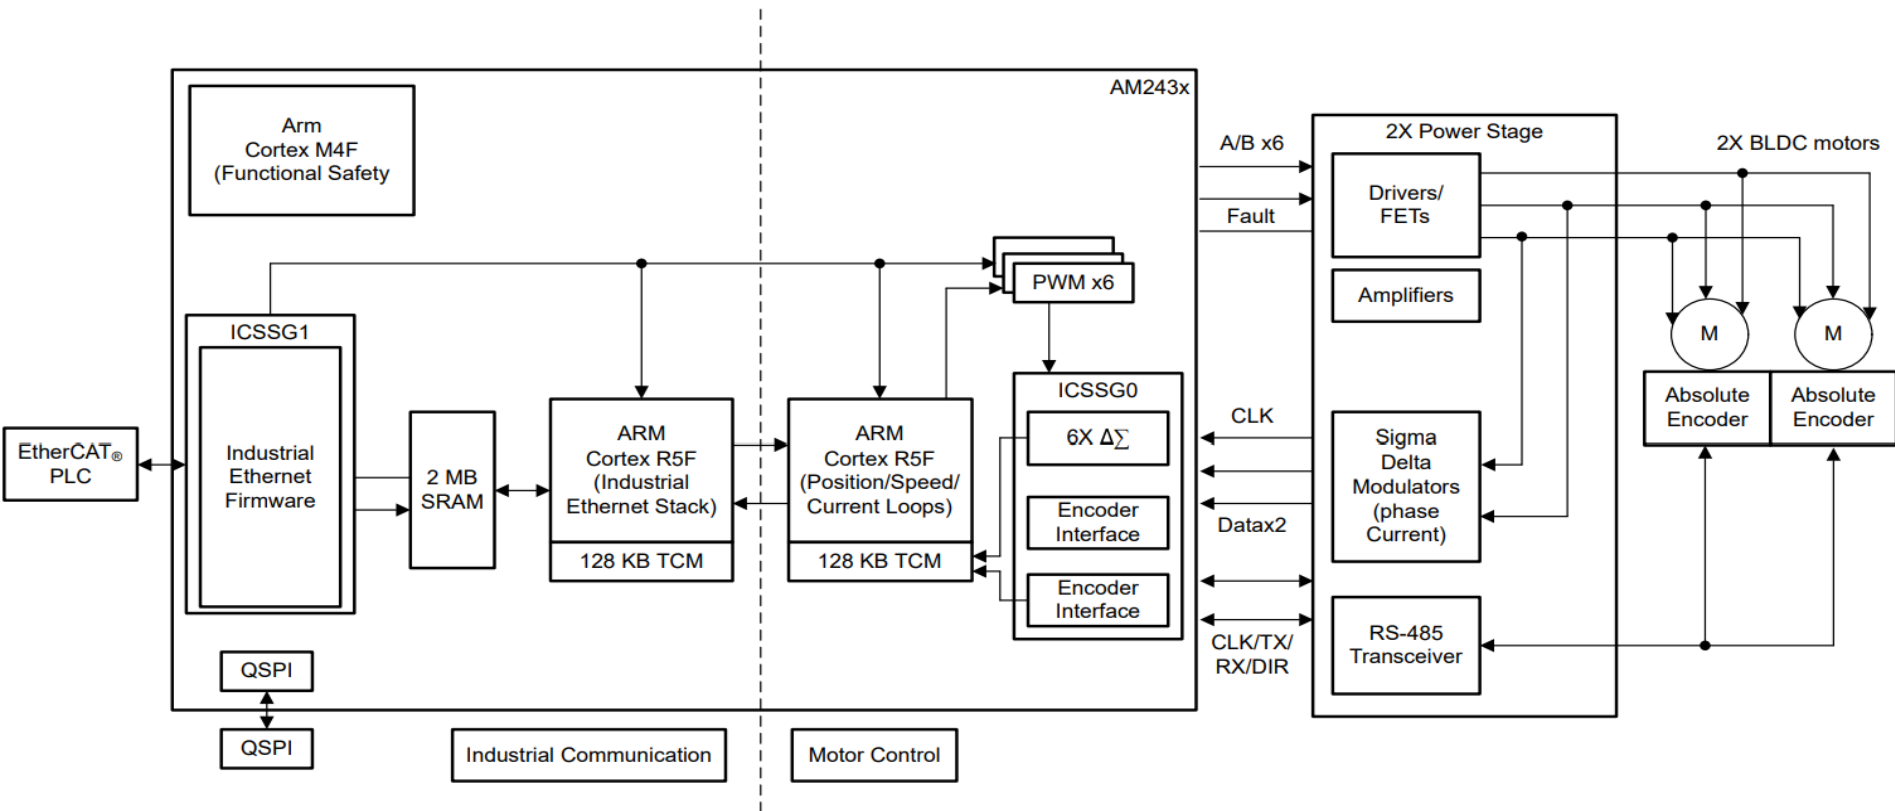 AM243x
Arm
Cortex M4F
(Functional Safety
ICSSG1
Industrial
Ethernet
Firmware
EtherCAT®
PLC
2 MB
SRAM
ARM
Cortex R5F
(Industrial
Ethernet Stack)
128 KB TCM
ARM
Cortex R5F
(Position/Speed/
Current Loops)
128 KB TCM
PWM x6
ICSSG0
6X Δ∑
Encoder
Interface
Encoder
Interface
QSPI
QSPI
Industrial Communication
Motor Control
A/B x6
Fault
CLK
Datax2
CLK/TX/
RX/DIR
2X Power Stage
Drivers/
FETs
Amplifiers
Sigma
Delta
Modulators
(phase
Current)
RS-485
Transceiver
2X BLDC motors
M
M
Absolute
Encoder
Absolute
Encoder